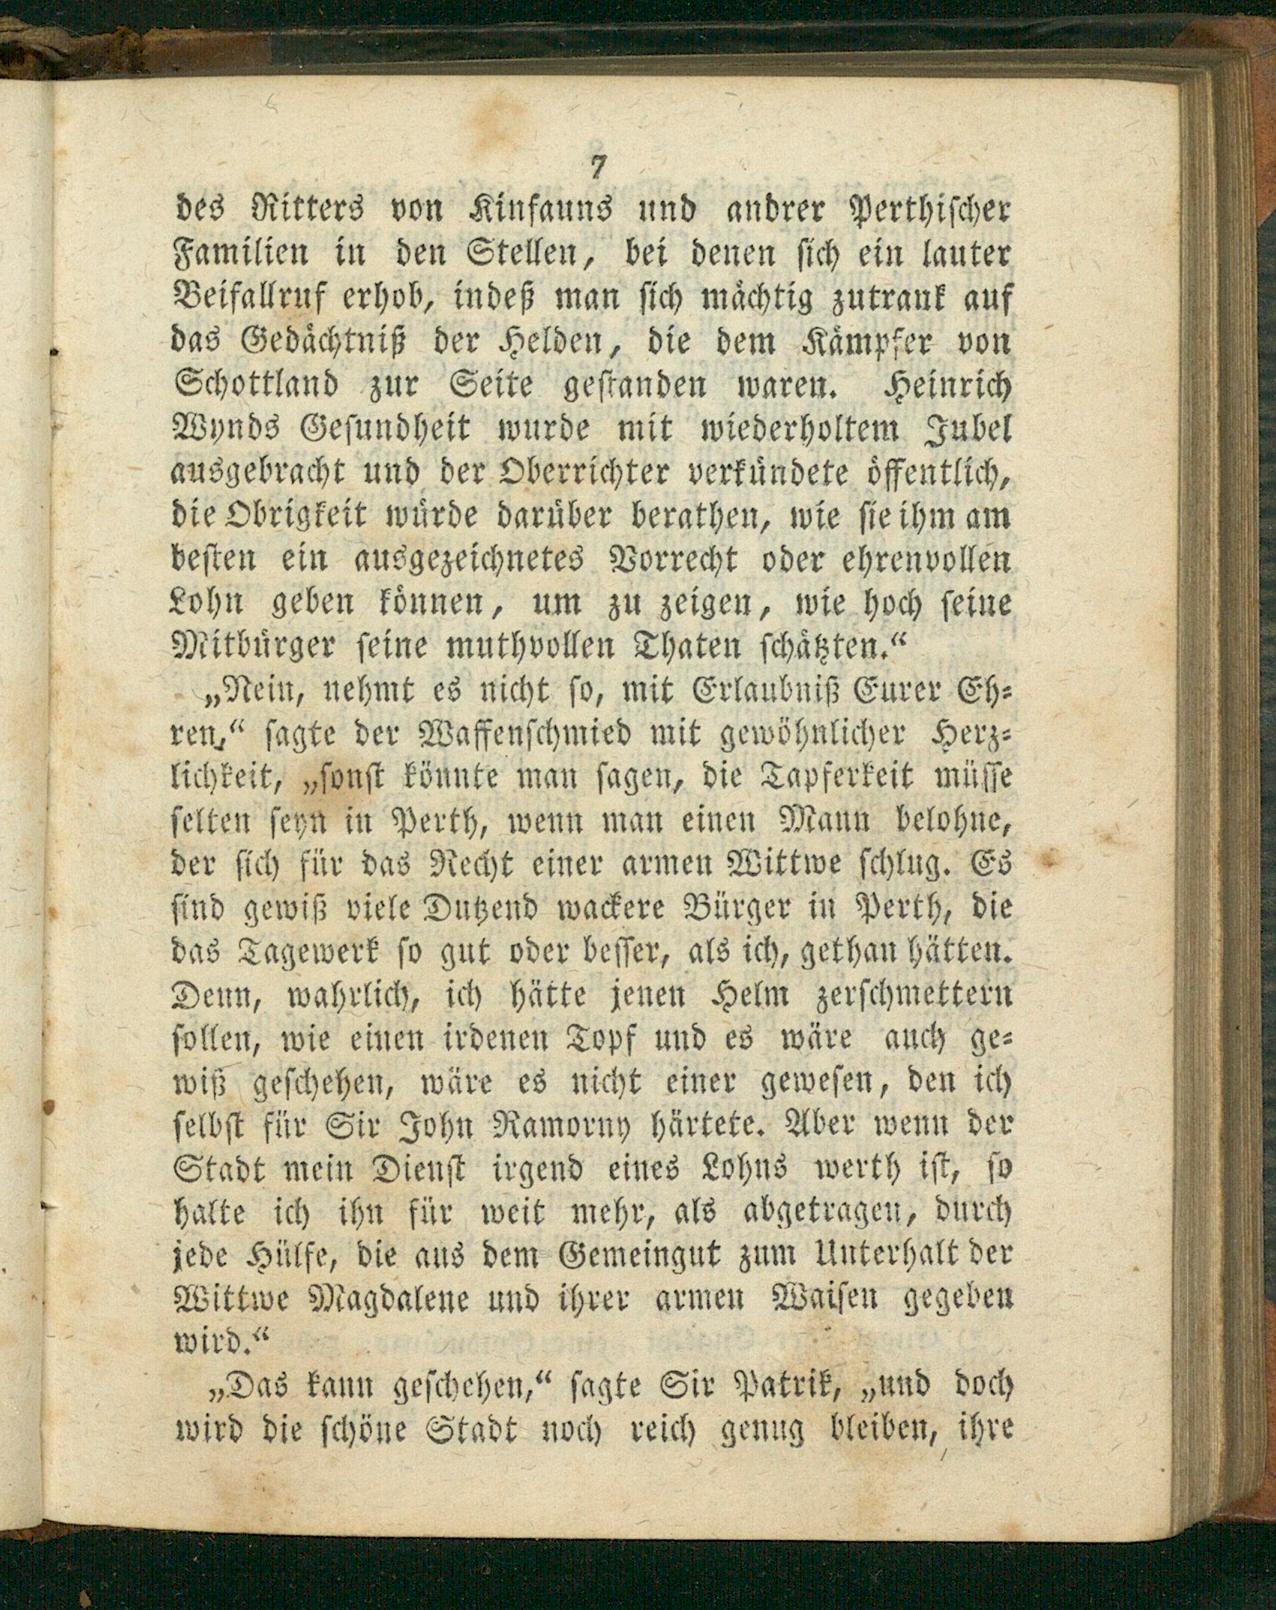 7
des Ritters von Kinfauns und andrer Perthischer
Familien in den Stellen, bei denen sich ein lauter
Beifallruf erhob, indeß man sich mächtig zutrank auf
das Gedächtniß der Helden, die dem Kämpfer von
Schottland zur Seite gestanden waren. Heinrich
Wynds Gesundheit wurde mit wiederholtem Jubel
ausgebracht und der Oberrichter verkündete öffentlich,
die Obrigkeit würde darüber berathen, wie sie ihm am
besten ein ausgezeichnetes Vorrecht oder ehrenvollen
Lohn geben können, um zu zeigen, wie hoch seine
Mitbürger seine muthvollen Thaten schätzten.“
„Nein, nehmt es nicht so, mit Erlaubniß Eurer Eh-
ren,“ sagte der Waffenschmied mit gewöhnlicher Herz-
lichkeit, „sonst könnte man sagen, die Tapferkeit müsse
selten seyn in Perth, wenn man einen Mann belohne,
der sich für das Recht einer armen Wittwe schlug. Es
sind gewiß viele Dutzend wackere Bürger in Perth, die
das Tagewerk so gut oder besser, als ich, gethan hätten.
Denn, wahrlich, ich hätte jenen Helm zerschmettern
sollen, wie einen irdenen Topf und es wäre auch ge-
wiß geschehen, wäre es nicht einer gewesen, den ich
selbst für Sir John Ramorny härtete. Aber wenn der
Stadt mein Dienst irgend eines Lohns werth ist, so
halte ich ihn für weit mehr, als abgetragen, durch
jede Hülfe, die aus dem Gemeingut zum Unterhalt der
Wittwe Magdalene und ihrer armen Waisen gegeben
wird.“
„Das kann geschehen,“ sagte Sir Patrik, „und doch
wird die schöne Stadt noch reich genug bleiben, ihre